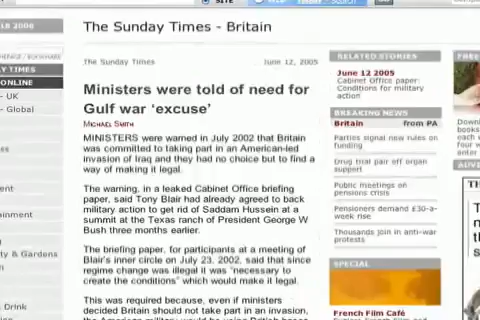 SITE
The Sunday Times - Britain
The Sunday Times
June 12, 2005
Ministers were told of need for
Gulf war ‘excuse’
MICHAEL SMITH
MINISTERS were warned in July 2002 that Britain
was committed to taking part in an American-led
invasion of Iraq and they had no choice but to find a
way of making it legal.
The warning, in a leaked Cabinet Office briefing
paper, said Tony Blair had already agreed to back
military action to get rid of Saddam Hussein at a
summit at the Texas ranch of President George W
Bush three months earlier.
The briefing paper, for participants at a meeting of
Blair’s inner circle on July 23, 2002, said that since
regime change was illegal it was “necessary to
create the conditions” which would make it legal.
This was required because, even if ministers
decided Britain should not take part in an invasion,
RELATED STORIES
June 12 2005
Cabinet Office paper:
Conditions for military
action
BREAKING NEWS
Britain from PA
Parties signal new rules on
funding
Drug trial pair off organ
support
Public meetings on
pensions crisis
Pensioners demand £30-a-
week rise
Thousands join in anti-war
protests
SPECIAL
French Film Café
Y TIMES
ONLINE
- UK
- Global
ent
ainment
y & Gardens
Drink